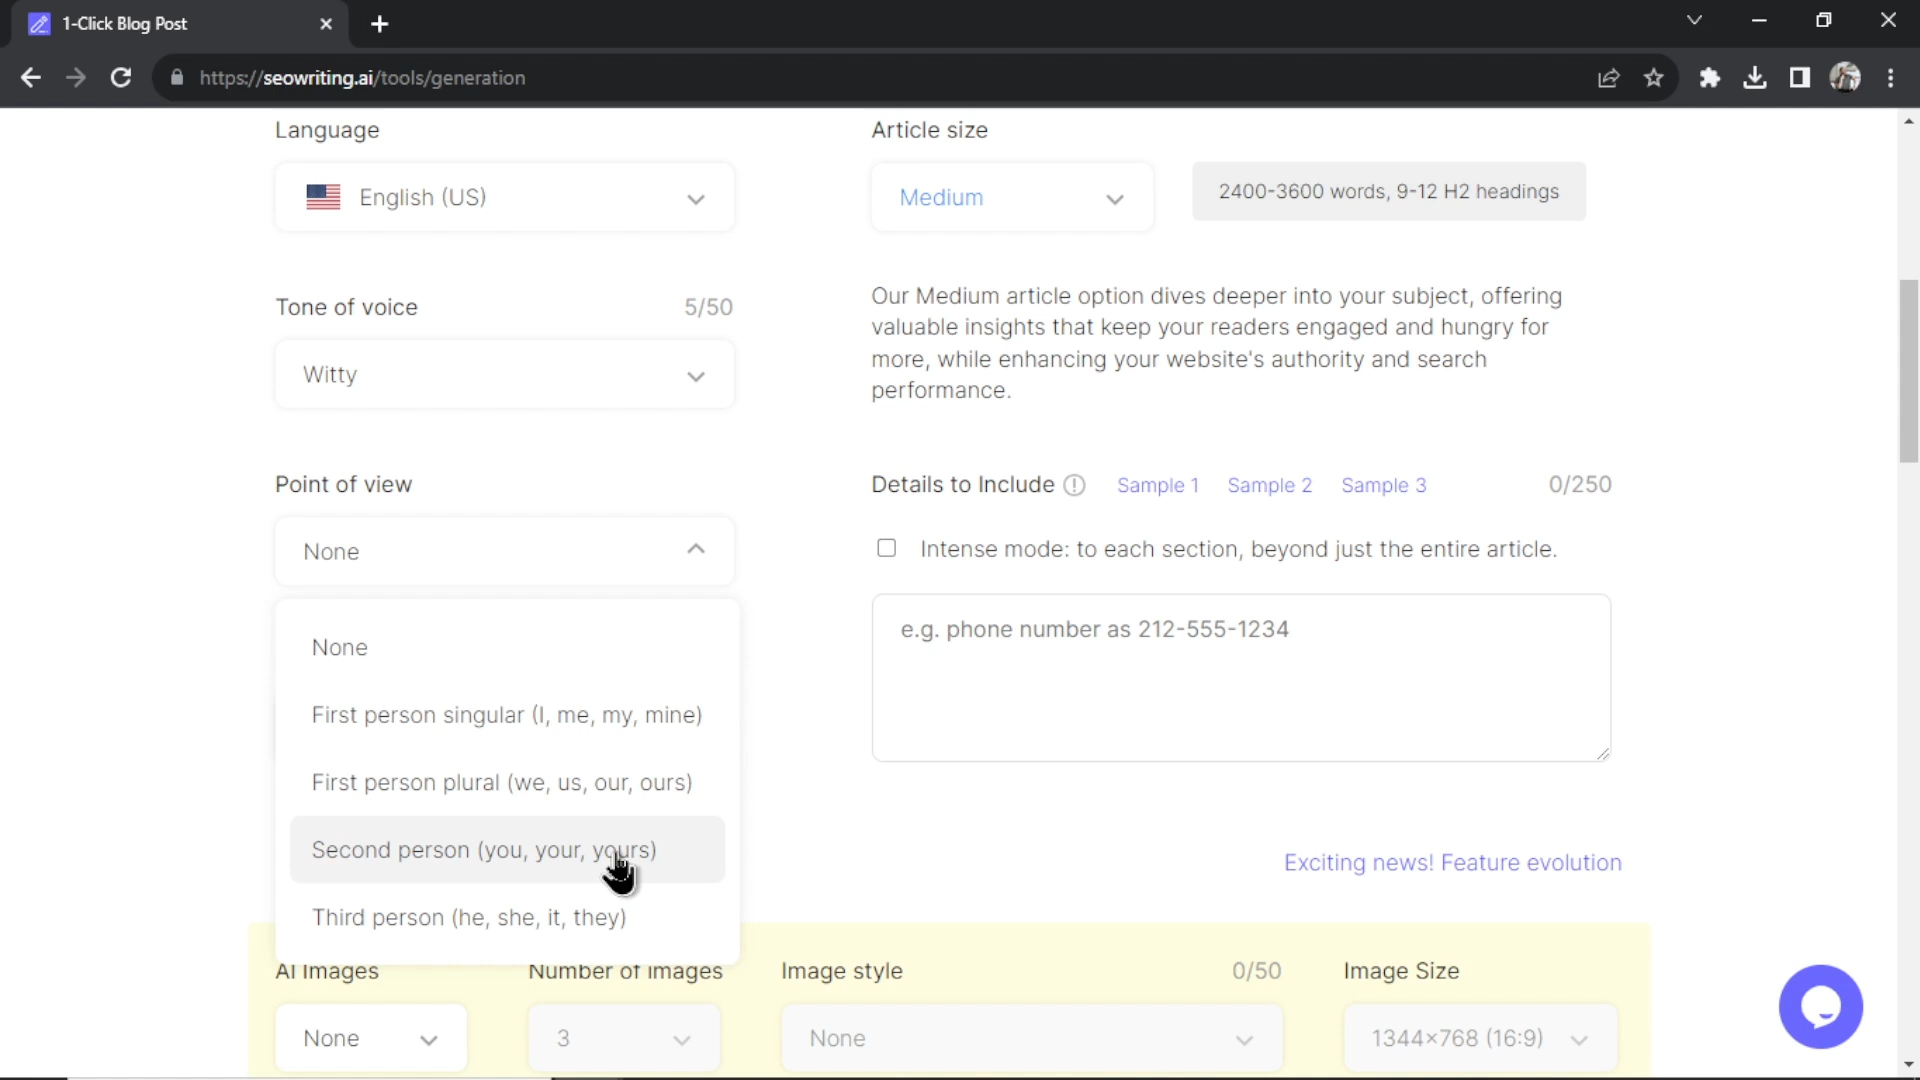 1-Click Blog Post
https://seowriting.ai/tools/generation
Language
English (US)
Article size
Medium
2400-3600 words, 9-12 H2 headings
Tone of voice
5/50
Witty
Our Medium article option dives deeper into your subject, offering
valuable insights that keep your readers engaged and hungry for
more, while enhancing your website's authority and search
performance.
Point of view
None
None
First person singular (I, me, my, mine)
First person plural (we, us, our, ours)
Second person (you, your, yours)
Third person (he, she, it, they)
Details to Include
Sample 1 Sample 2 Sample 3
0/250
Intense mode: to each section, beyond just the entire article.
e.g. phone number as 212-555-1234
Exciting news! Feature evolution
AI Images
None
Number of images
3
Image style
0/50
None
Image Size
1344×768 (16:9)